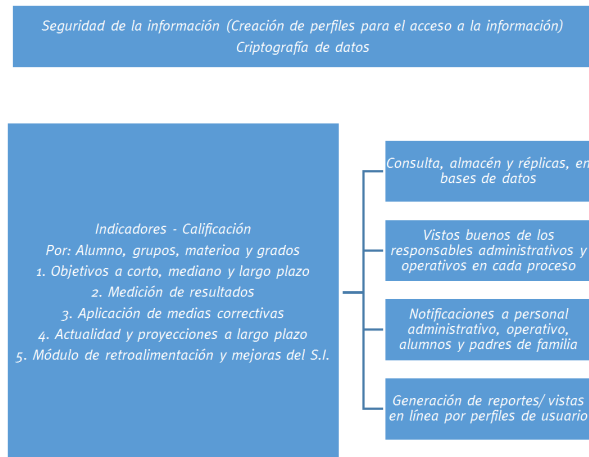 Seguridad de la información (Creación de perfiles para el acceso a la información)
Criptografía de datos
Indicadores - Calificación
Por: Alumno, grupos, materioa y grados
1. Objetivos a corto, mediano y largo plazo
2. Medición de resultados
3. Aplicación de medias correctivas
4. Actualidad y proyecciones a largo plazo
5. Módulo de retroalimentación y mejoras del S.I.
Consulta, almacén y réplicas, en
bases de datos
Vistos buenos de los
responsables administrativos y
operativos en cada proceso
Notificaciones a personal
administrativo, operativo,
alumnos y padres de familia
Generación de reportes/ vistas
en línea por perfiles de usuario